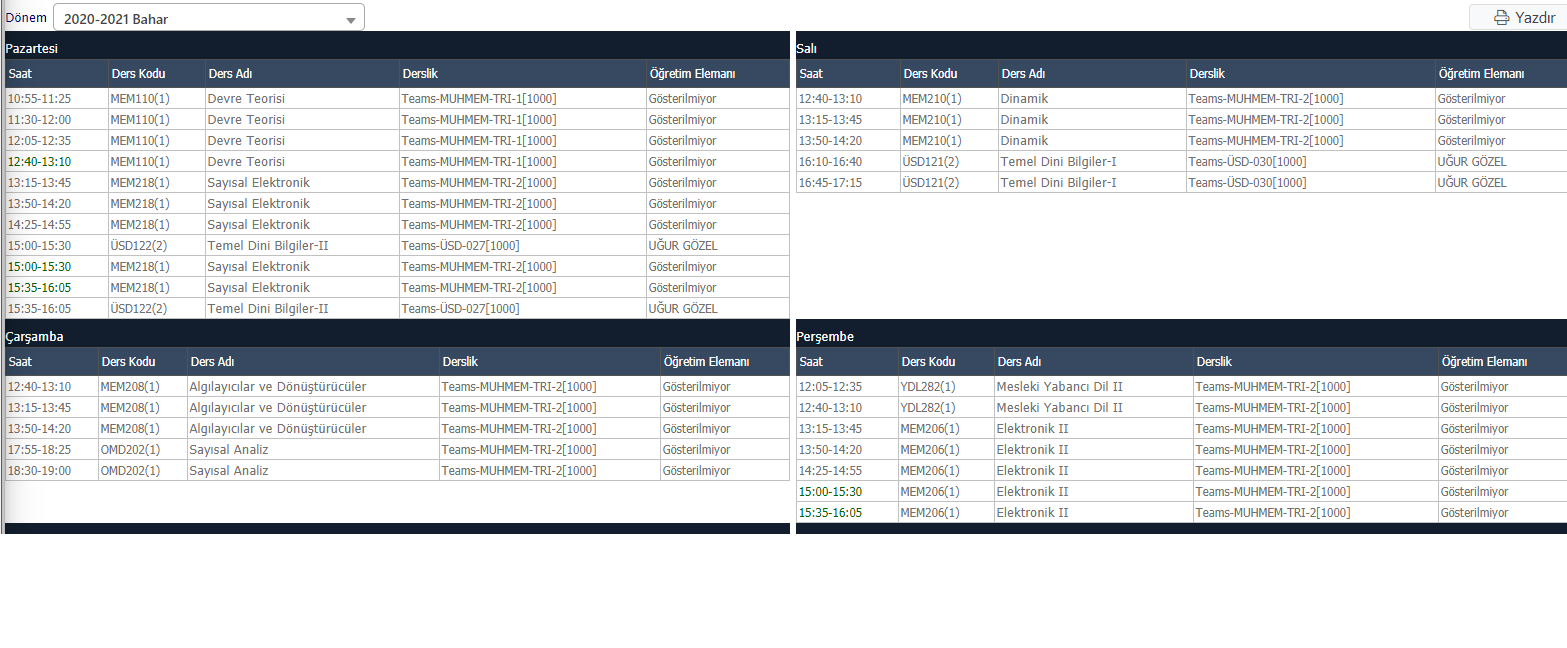 Dönem 2020-2021 Bahar Yazdır
Pazartesi
Saat Ders Kodu Ders Adı Derslik Öğretim Elemanı
10:55-11:25 MEM110(1) Devre Teorisi Teams-MUHMEM-TRI-1[1000] Gösterilmiyor
11:30-12:00 MEM110(1) Devre Teorisi Teams-MUHMEM-TRI-1[1000] Gösterilmiyor
12:05-12:35 MEM110(1) Devre Teorisi Teams-MUHMEM-TRI-1[1000] Gösterilmiyor
12:40-13:10 MEM110(1) Devre Teorisi Teams-MUHMEM-TRI-1[1000] Gösterilmiyor
13:15-13:45 MEM218(1) Sayısal Elektronik Teams-MUHMEM-TRI-2[1000] Gösterilmiyor
13:50-14:20 MEM218(1) Sayısal Elektronik Teams-MUHMEM-TRI-2[1000] Gösterilmiyor
14:25-14:55 MEM218(1) Sayısal Elektronik Teams-MUHMEM-TRI-2[1000] Gösterilmiyor
15:00-15:30 ÜSD122(2) Temel Dini Bilgiler-II Teams-ÜSD-027[1000] UĞUR GÖZEL
15:00-15:30 MEM218(1) Sayısal Elektronik Teams-MUHMEM-TRI-2[1000] Gösterilmiyor
15:35-16:05 MEM218(1) Sayısal Elektronik Teams-MUHMEM-TRI-2[1000] Gösterilmiyor
15:35-16:05 ÜSD122(2) Temel Dini Bilgiler-II Teams-ÜSD-027[1000] UĞUR GÖZEL
Salı
Saat Ders Kodu Ders Adı Derslik Öğretim Elemanı
12:40-13:10 MEM210(1) Dinamik Teams-MUHMEM-TRI-2[1000] Gösterilmiyor
13:15-13:45 MEM210(1) Dinamik Teams-MUHMEM-TRI-2[1000] Gösterilmiyor
13:50-14:20 MEM210(1) Dinamik Teams-MUHMEM-TRI-2[1000] Gösterilmiyor
16:10-16:40 ÜSD121(2) Temel Dini Bilgiler-I Teams-ÜSD-030[1000] UĞUR GÖZEL
16:45-17:15 ÜSD121(2) Temel Dini Bilgiler-I Teams-ÜSD-030[1000] UĞUR GÖZEL
Çarşamba
Saat Ders Kodu Ders Adı Derslik Öğretim Elemanı
12:40-13:10 MEM208(1) Algılayıcılar ve Dönüştürücüler Teams-MUHMEM-TRI-2[1000] Gösterilmiyor
13:15-13:45 MEM208(1) Algılayıcılar ve Dönüştürücüler Teams-MUHMEM-TRI-2[1000] Gösterilmiyor
13:50-14:20 MEM208(1) Algılayıcılar ve Dönüştürücüler Teams-MUHMEM-TRI-2[1000] Gösterilmiyor
17:55-18:25 OMD202(1) Sayısal Analiz Teams-MUHMEM-TRI-2[1000] Gösterilmiyor
18:30-19:00 OMD202(1) Sayısal Analiz Teams-MUHMEM-TRI-2[1000] Gösterilmiyor
Perşembe
Saat Ders Kodu Ders Adı Derslik Öğretim Elemanı
12:05-12:35 YDL282(1) Mesleki Yabancı Dil II Teams-MUHMEM-TRI-2[1000] Gösterilmiyor
12:40-13:10 YDL282(1) Mesleki Yabancı Dil II Teams-MUHMEM-TRI-2[1000] Gösterilmiyor
13:15-13:45 MEM206(1) Elektronik II Teams-MUHMEM-TRI-2[1000] Gösterilmiyor
13:50-14:20 MEM206(1) Elektronik II Teams-MUHMEM-TRI-2[1000] Gösterilmiyor
14:25-14:55 MEM206(1) Elektronik II Teams-MUHMEM-TRI-2[1000] Gösterilmiyor
15:00-15:30 MEM206(1) Elektronik II Teams-MUHMEM-TRI-2[1000] Gösterilmiyor
15:35-16:05 MEM206(1) Elektronik II Teams-MUHMEM-TRI-2[1000] Gösterilmiyor